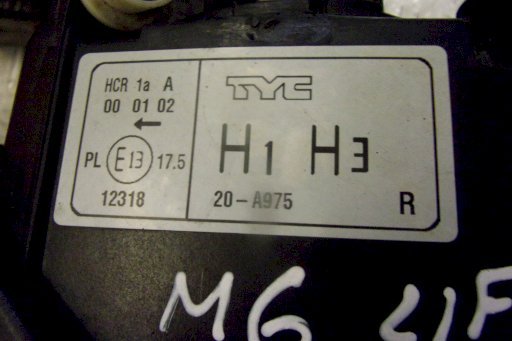 HCR 1a A
00 01 02
PL E13 17.5
12318
TYC
H1 H3
20-A975
R
MG